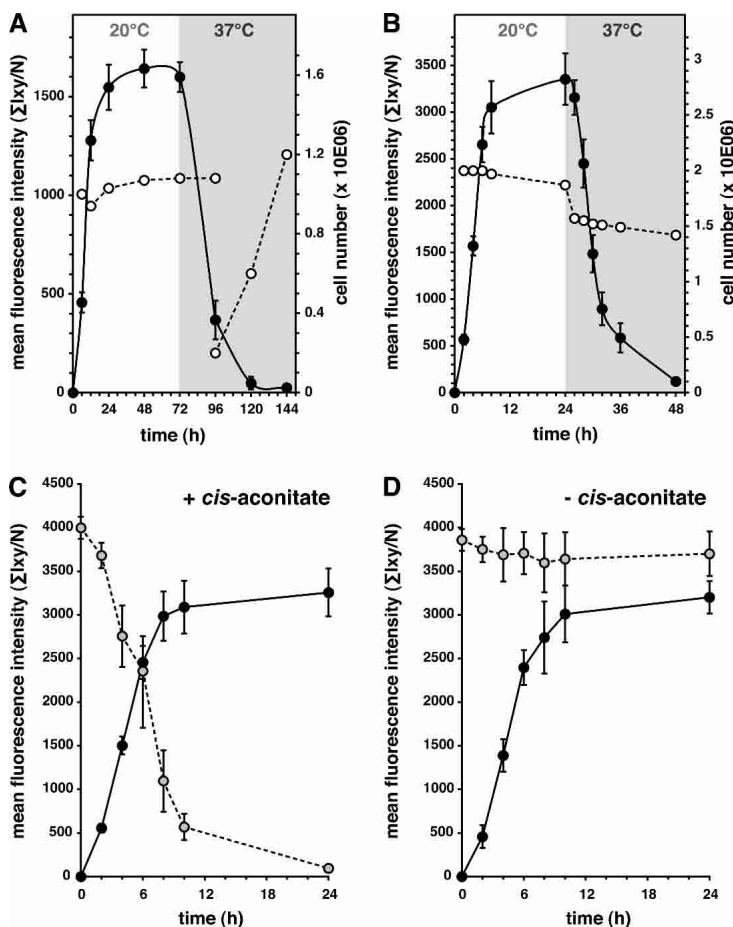 A
20°C
37°C
mean fluorescence intensity (ΣIxy/N)
1500
1000
500
0
1.6
1.2
0.8
0.4
0
cell number (x 10E06)
0 24 48 72 96 120 144
time (h)
B
20°C
37°C
mean fluorescence intensity (ΣIxy/N)
4000
3500
3000
2500
2000
1500
1000
500
0
3
2.5
2
1.5
1
0.5
0
cell number (x 10E06)
0 12 24 36 48
time (h)
C
+ cis-aconitate
mean fluorescence intensity (ΣIxy/N)
4500
4000
3500
3000
2500
2000
1500
1000
500
0
0 6 12 18 24
time (h)
D
- cis-aconitate
mean fluorescence intensity (ΣIxy/N)
4500
4000
3500
3000
2500
2000
1500
1000
500
0
0 6 12 18 24
time (h)